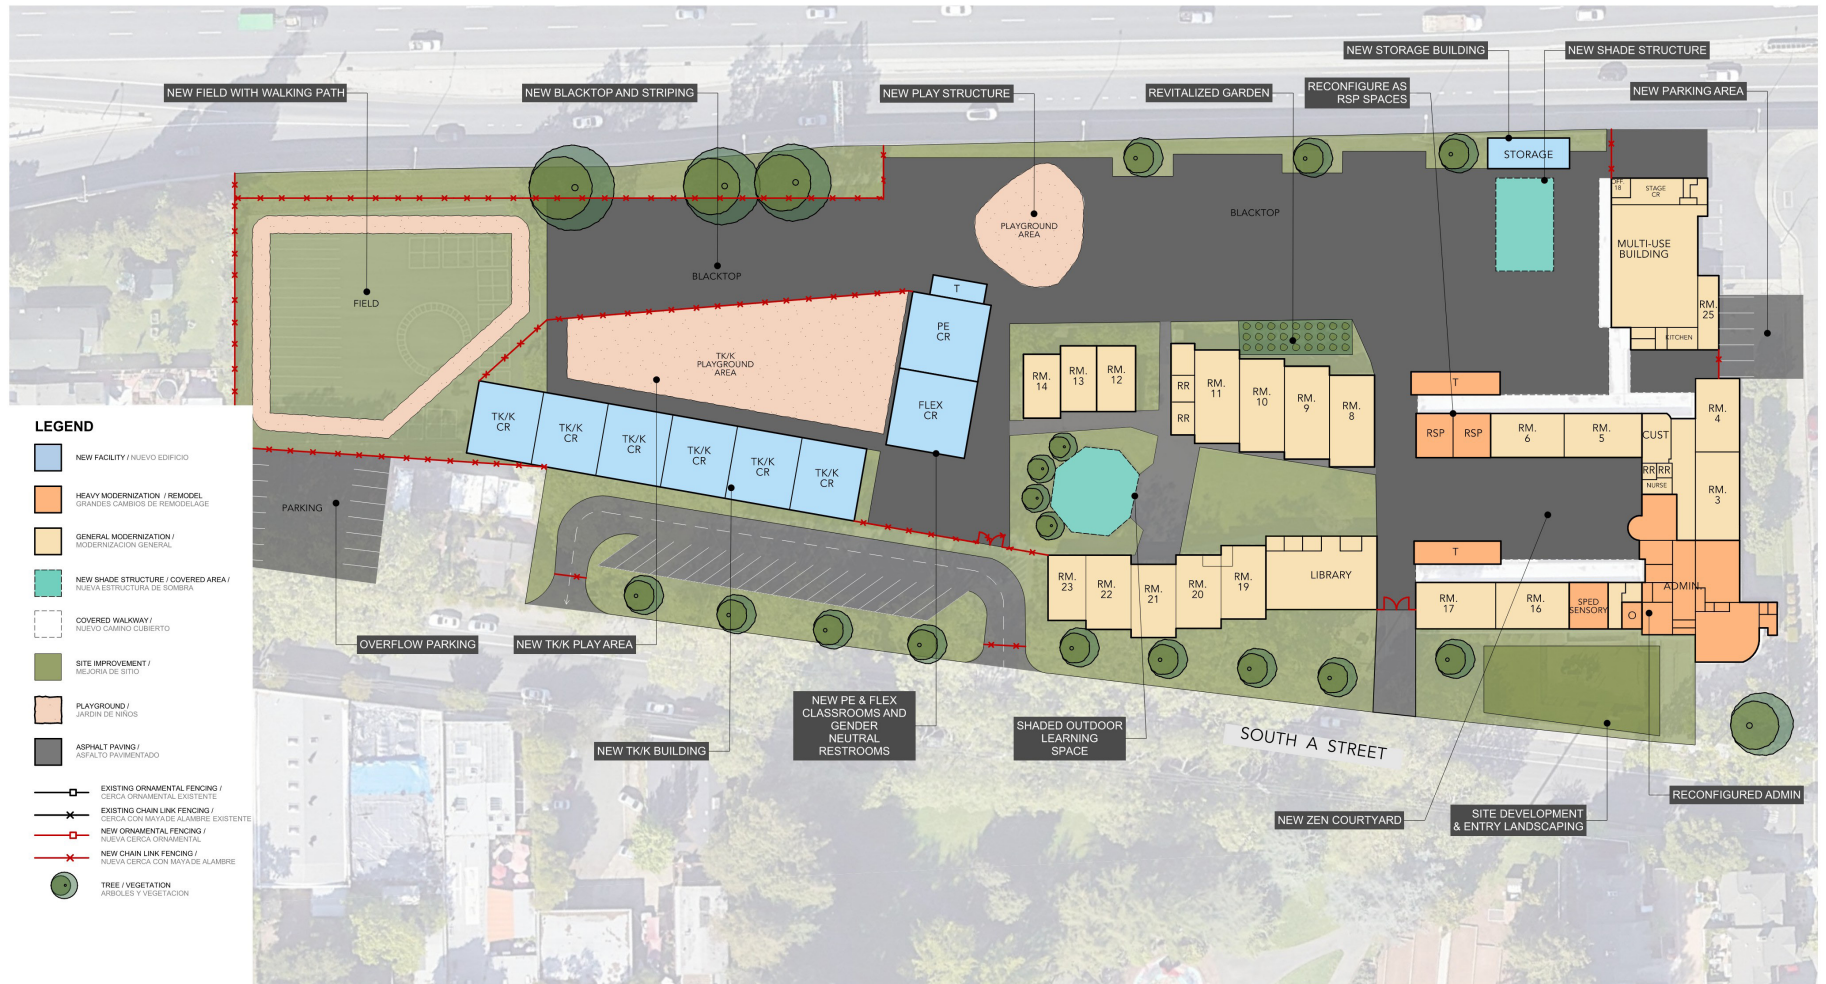 NEW STORAGE BUILDING
NEW SHADE STRUCTURE
NEW FIELD WITH WALKING PATH
NEW BLACKTOP AND STRIPING
NEW PLAY STRUCTURE
REVITALIZED GARDEN
RECONFIGURE AS
RSP SPACES
NEW PARKING AREA
STORAGE
OFF.
18
STAGE
CR
PLAYGROUND
AREA
BLACKTOP
MULTI-USE
BUILDING
BLACKTOP
FIELD
T
RM.
25
PE
CR
KITCHEN
TK/K
PLAYGROUND
AREA
RM.
14
RM.
13
RM.
12
RR
RR
RM.
11
RM.
10
RM.
9
RM.
8
T
FLEX
CR
RM.
4
TK/K
CR
TK/K
CR
TK/K
CR
TK/K
CR
TK/K
CR
TK/K
CR
RSP
RSP
RM.
6
RM.
5
CUST
RR
RR
NURSE
RM.
3
PARKING
T
RM.
23
RM.
22
RM.
21
RM.
20
RM.
19
LIBRARY
RM.
17
RM.
16
SPED
SENSORY
O
ADMIN
OVERFLOW PARKING
NEW TK/K PLAY AREA
NEW PE & FLEX
CLASSROOMS AND
GENDER
NEUTRAL
RESTROOMS
NEW TK/K BUILDING
SHADED OUTDOOR
LEARNING
SPACE
SOUTH A STREET
NEW ZEN COURTYARD
SITE DEVELOPMENT
& ENTRY LANDSCAPING
RECONFIGURED ADMIN
LEGEND
NEW FACILITY / NUEVO EDIFICIO
HEAVY MODERNIZATION / REMODEL
GRANDES CAMBIOS DE REMODELAGE
GENERAL MODERNIZATION /
MODERNIZACION GENERAL
NEW SHADE STRUCTURE / COVERED AREA /
NUEVA ESTRUCTURA DE SOMBRA
COVERED WALKWAY /
NUEVO CAMINO CUBIERTO
SITE IMPROVEMENT /
MEJORIA DE SITIO
PLAYGROUND /
JARDIN DE NIÑOS
ASPHALT PAVING /
ASFALTO PAVIMENTADO
EXISTING ORNAMENTAL FENCING /
CERCA ORNAMENTAL EXISTENTE
EXISTING CHAIN LINK FENCING /
CERCA CON MAYA DE ALAMBRE EXISTENTE
NEW ORNAMENTAL FENCING /
NUEVA CERCA ORNAMENTAL
NEW CHAIN LINK FENCING /
NUEVA CERCA CON MAYA DE ALAMBRE
TREE / VEGETATION
ARBOLES Y VEGETACION